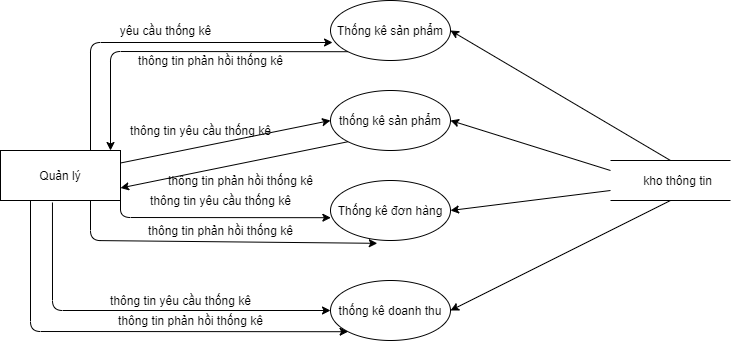 yêu cầu thống kê
Thống kê sản phẩm
thông tin phản hồi thống kê
thông tin yêu cầu thống kê
thống kê sản phẩm
Quản lý
thông tin phản hồi thống kê
kho thông tin
thông tin yêu cầu thống kê
Thống kê đơn hàng
thông tin phản hồi thống kê
thông tin yêu cầu thống kê
thống kê doanh thu
thông tin phản hồi thống kê